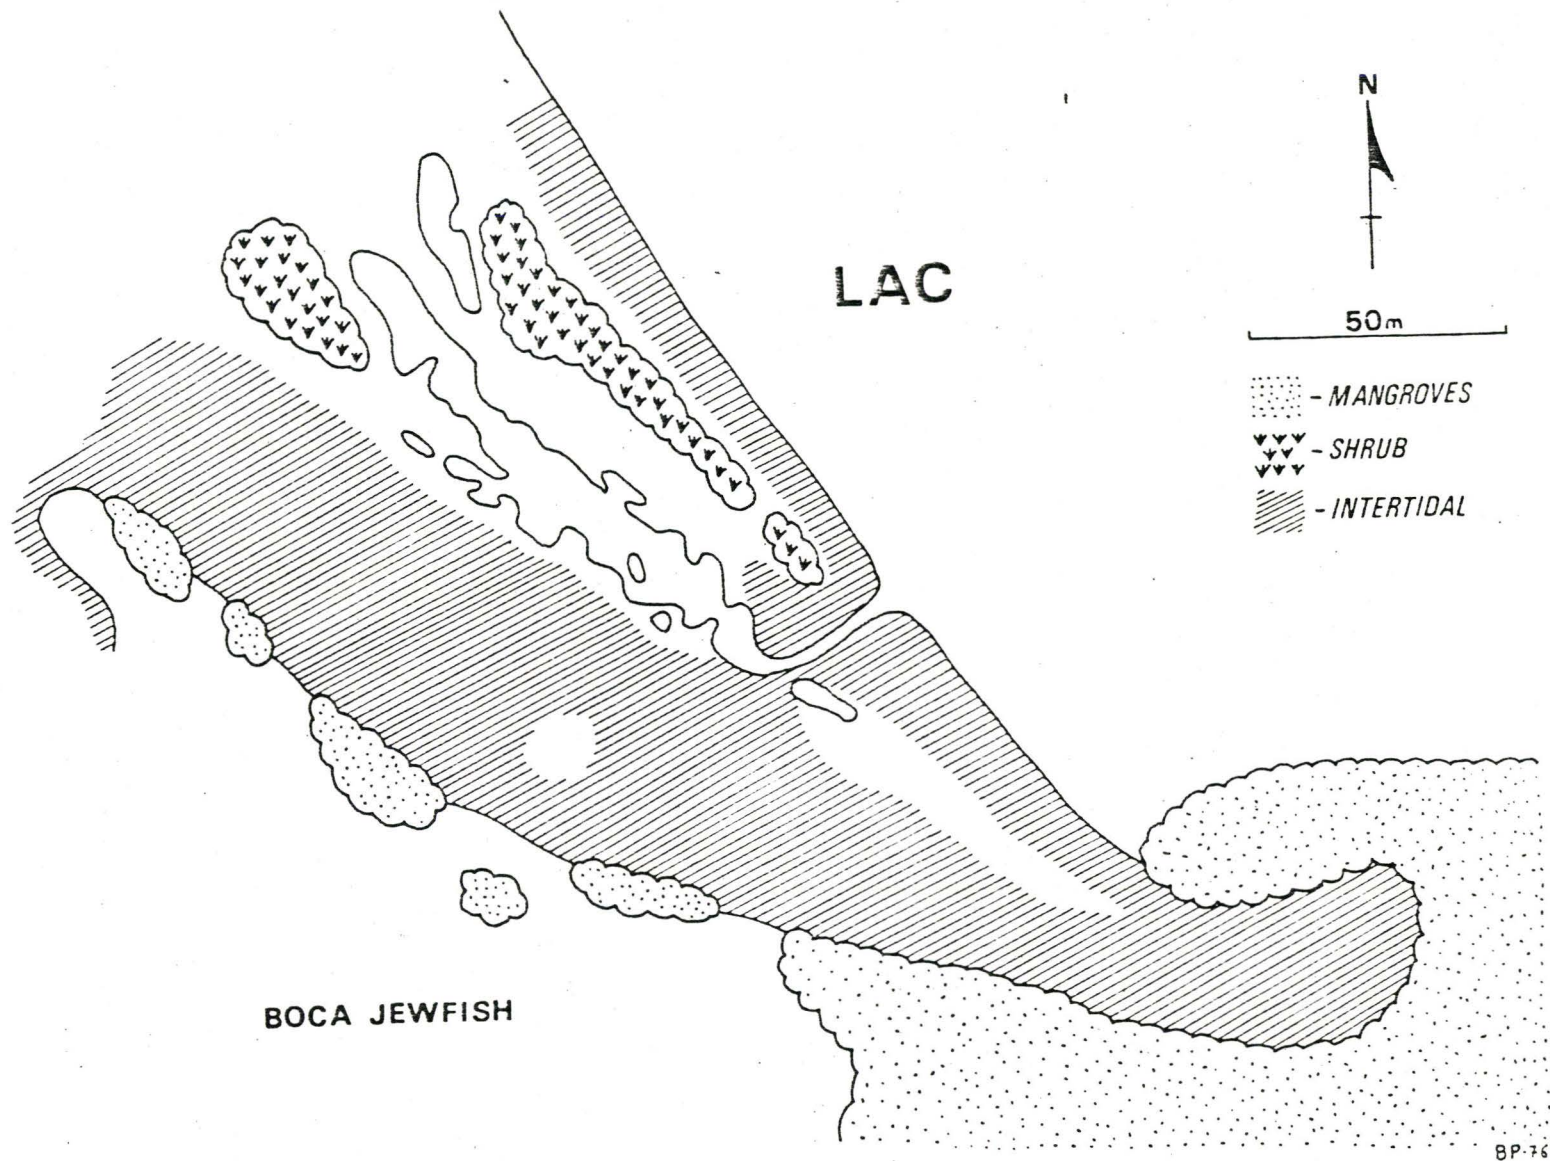 N
LAC
50m
- MANGROVES
- SHRUB
- INTERTIDAL
BOCA JEWFISH
BP-76